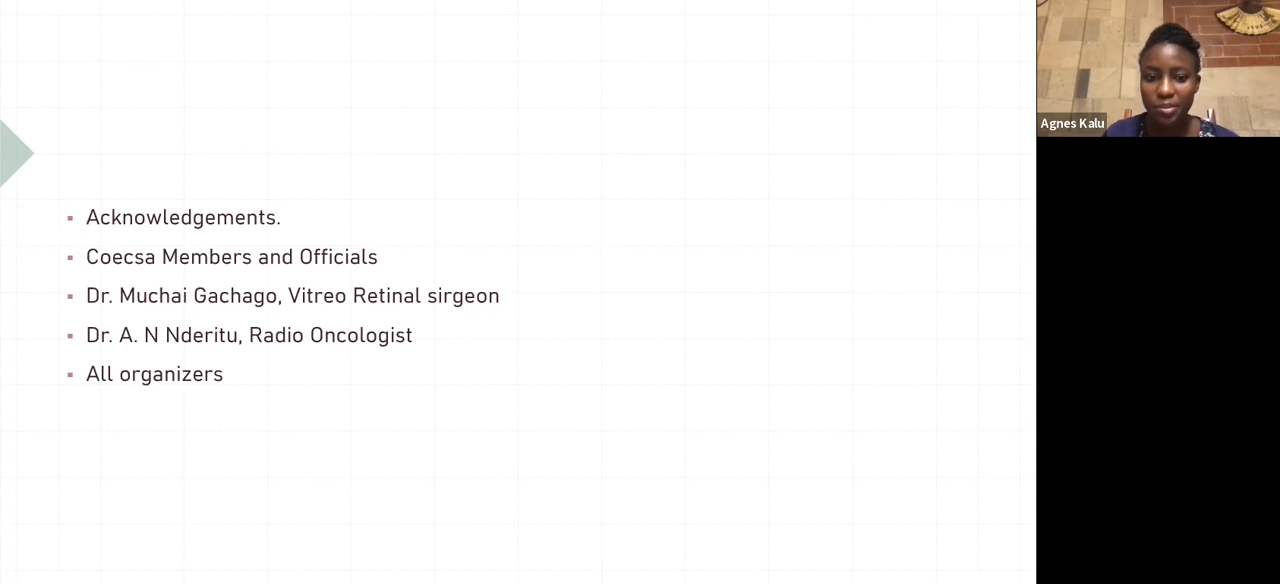 Acknowledgements.
Coecsa Members and Officials
Dr. Muchai Gachago, Vitreo Retinal sirgeon
Dr. A. N Nderitu, Radio Oncologist
All organizers
Agnes Kalu